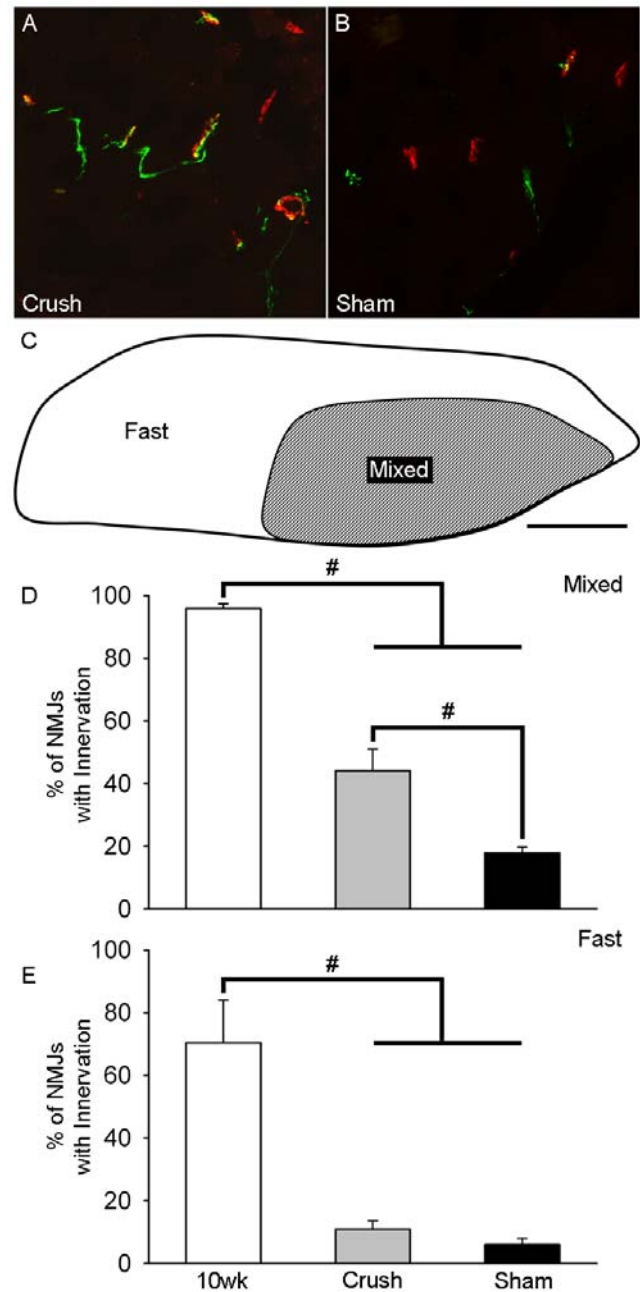 A
B
Crush
Sham
C
Fast
Mixed
D
Mixed
#
#
100
80
60
40
20
0
% of NMJs
with Innervation
E
Fast
#
100
80
60
40
20
0
% of NMJs
with Innervation
10wk
Crush
Sham